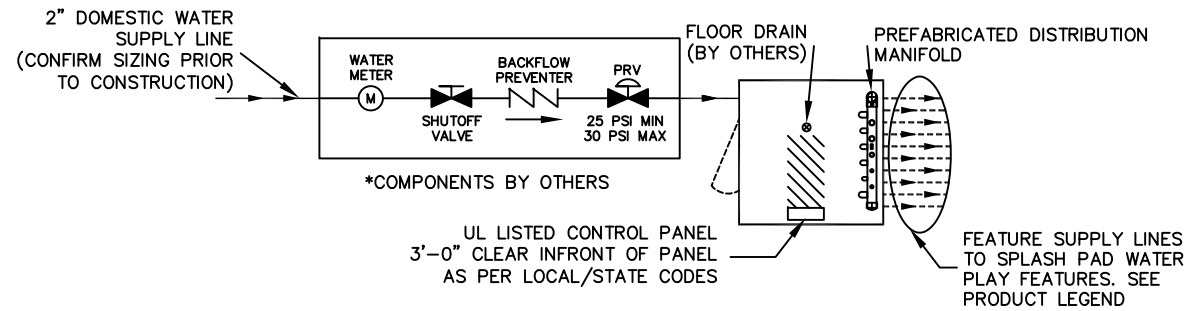 2” DOMESTIC WATER
SUPPLY LINE
(CONFIRM SIZING PRIOR
TO CONSTRUCTION)
WATER
METER
M
SHUTOFF
VALVE
BACKFLOW
PREVENTER
PRV
25 PSI MIN
30 PSI MAX
*COMPONENTS BY OTHERS
FLOOR DRAIN
(BY OTHERS)
PREFABRICATED DISTRIBUTION
MANIFOLD
UL LISTED CONTROL PANEL
3’-0” CLEAR INFRONT OF PANEL
AS PER LOCAL/STATE CODES
FEATURE SUPPLY LINES
TO SPLASH PAD WATER
PLAY FEATURES. SEE
PRODUCT LEGEND